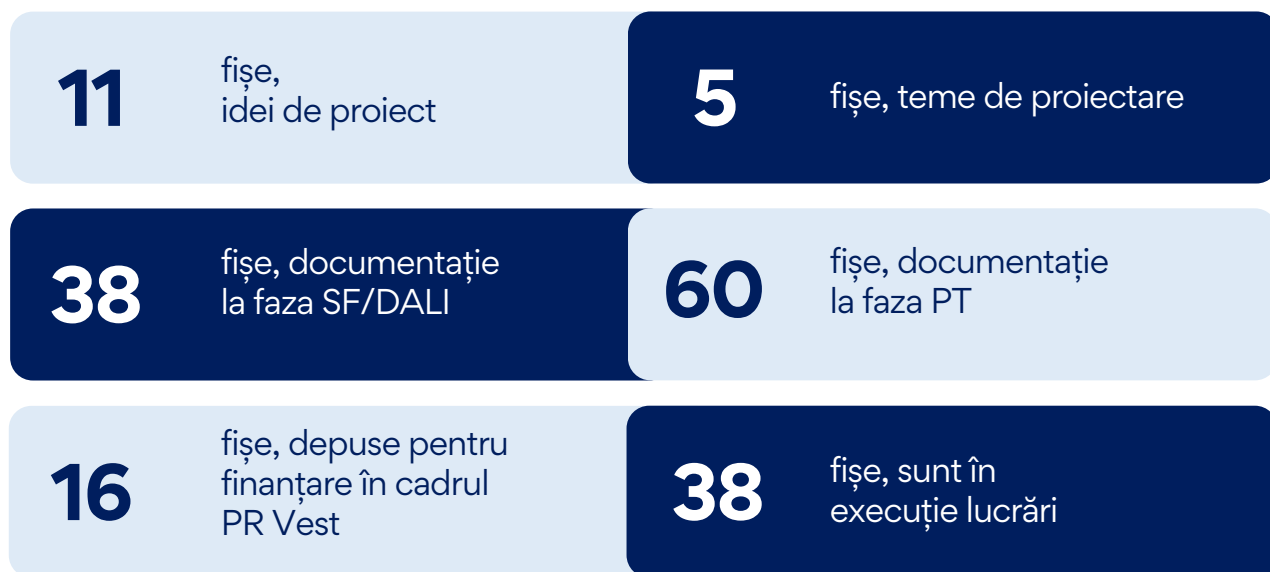 11
fișe,
idei de proiect
5
fișe, teme de proiectare
38
fișe, documentație
la faza SF/DALI
60
fișe, documentație
la faza PT
16
fișe, depuse pentru
finanțare în cadrul
PR Vest
38
fișe, sunt în
execuție lucrări